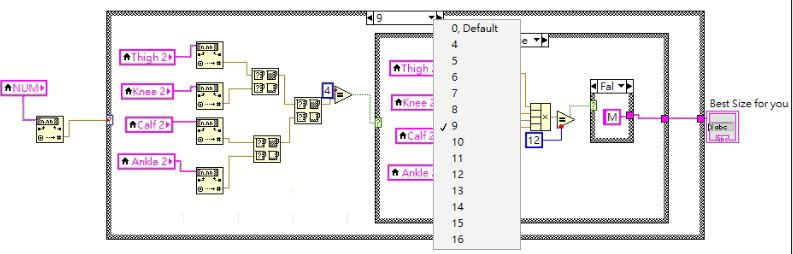 9
0, Default
4
5
6
7
8
✓ 9
10
11
12
13
14
15
16
NUM
Thigh 2
Knee 2
Calf 2
Ankle 2
4
=
Thigh 2
Knee 2
Calf 2
Ankle 2
e
×
=
12
Fal
M
Best Size for you
abc
abc